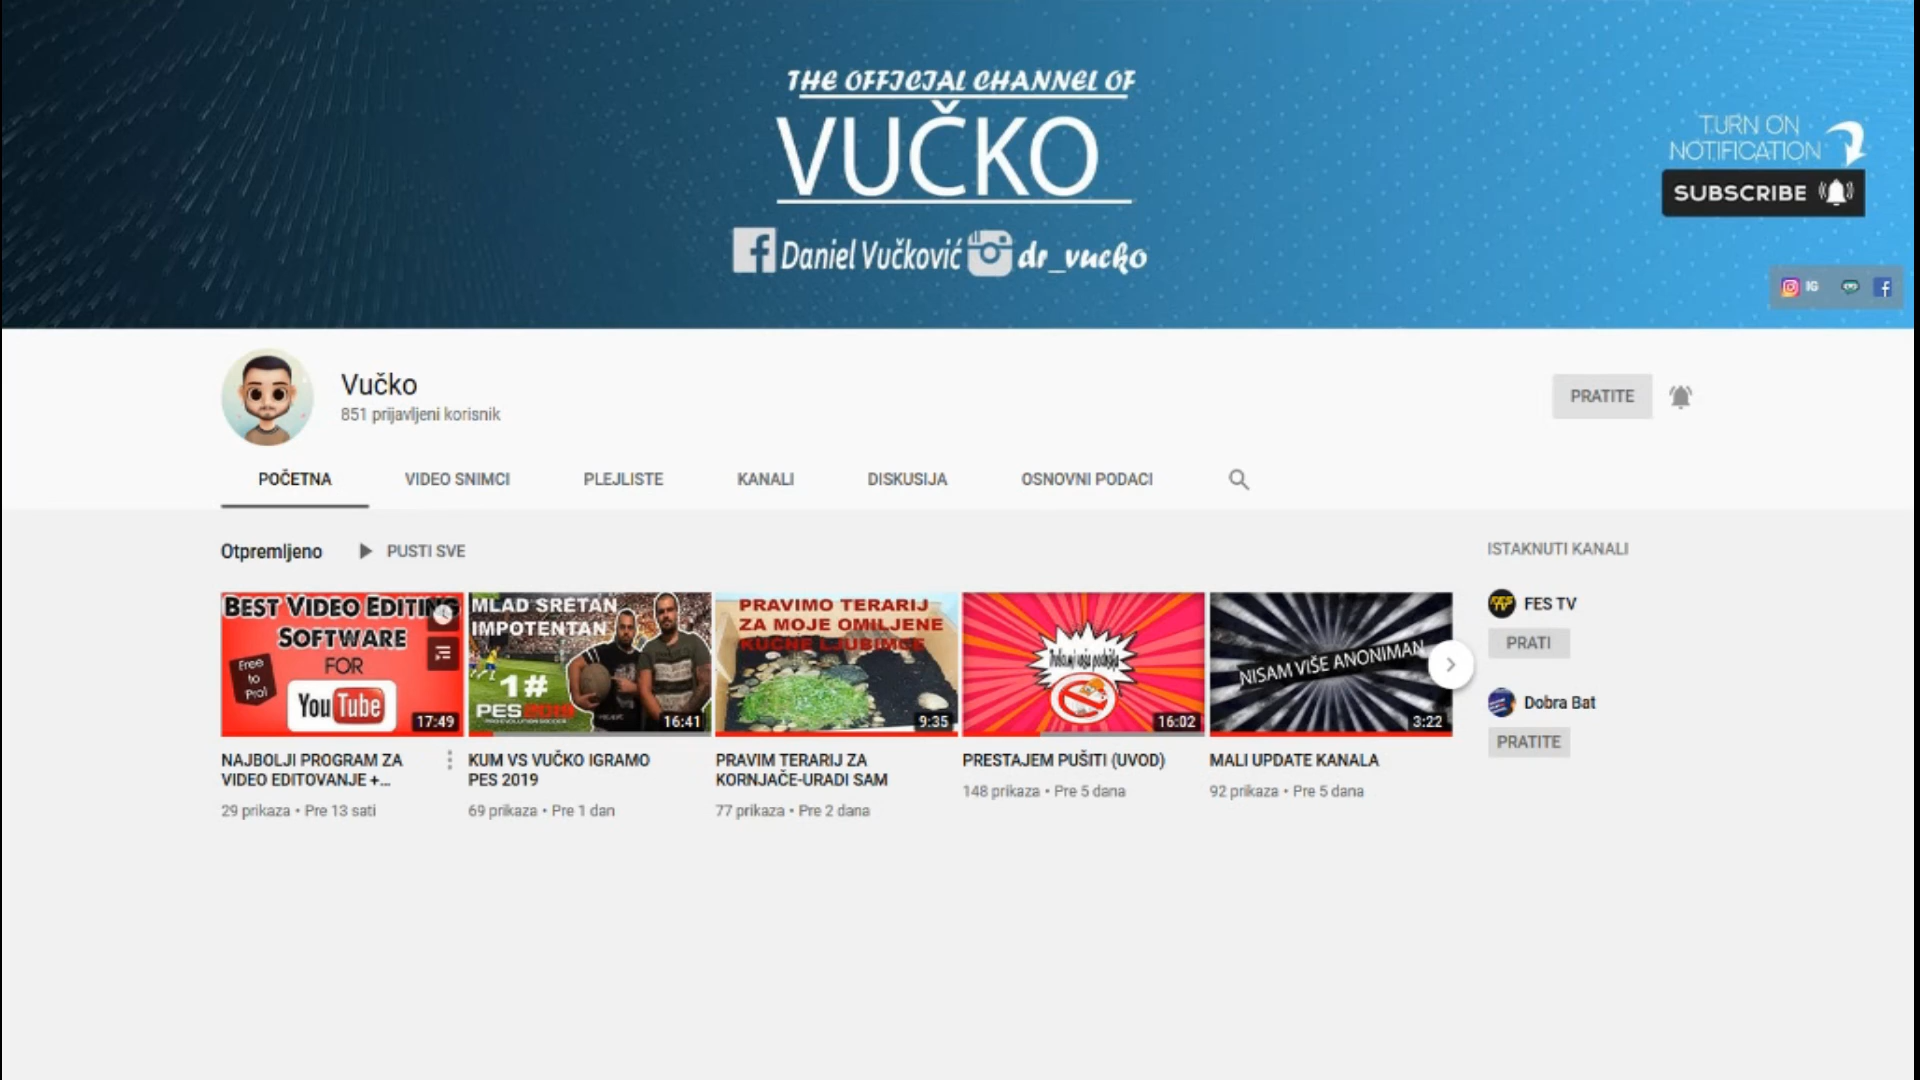 THE OFFICIAL CHANNEL OF
VUČKO
Daniel Vučković dr_vucko
TURN ON
NOTIFICATION
SUBSCRIBE
IG
Vučko
851 prijavljeni korisnik
PRATITE
POČETNA VIDEO SNIMCI PLEJLISTE KANALI DISKUSIJA OSNOVNI PODACI
Otpremljeno PUSTI SVE
BEST VIDEO EDITING
SOFTWARE
FOR
Free
to
Pro!
YouTube
17:49
NAJBOLJI PROGRAM ZA
VIDEO EDITOVANJE +...
29 prikaza • Pre 13 sati
MLAD SRETAN
IMPOTENTAN
1#
PES 2019
PRO EVOLUTION SOCCER
16:41
KUM VS VUČKO IGRAMO
PES 2019
69 prikaza • Pre 1 dan
PRAVIMO TERARIJ
ZA MOJE OMILJENE
KUĆNE LJUBIMCE
9:35
PRAVIM TERARIJ ZA
KORNJAČE-URADI SAM
77 prikaza • Pre 2 dana
16:02
PRESTAJEM PUŠITI (UVOD)
148 prikaza • Pre 5 dana
NISAM VIŠE ANONIMAN
3:22
MALI UPDATE KANALA
92 prikaza • Pre 5 dana
ISTAKNUTI KANALI
FES TV
PRATI
Dobra Bat
PRATITE